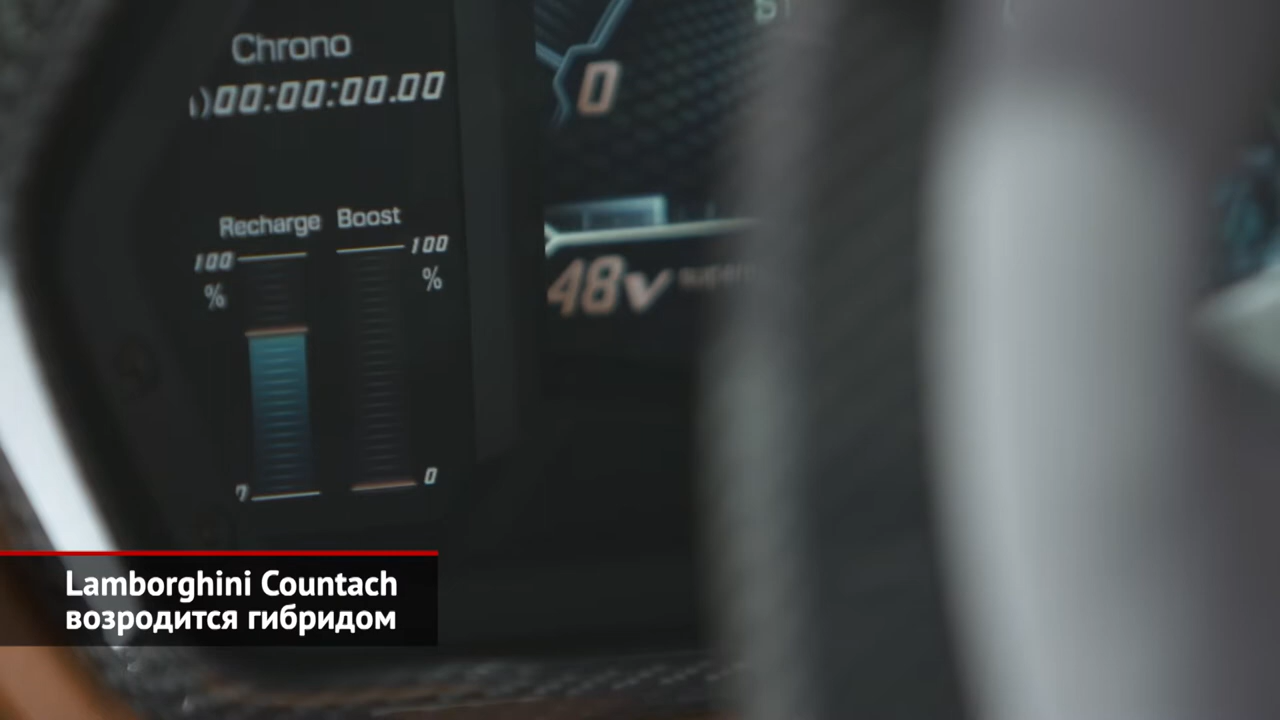 Chrono
00:00:00.00
0
Recharge Boost
100 100
% %
48v
0
Lamborghini Countach
возродится гибридом